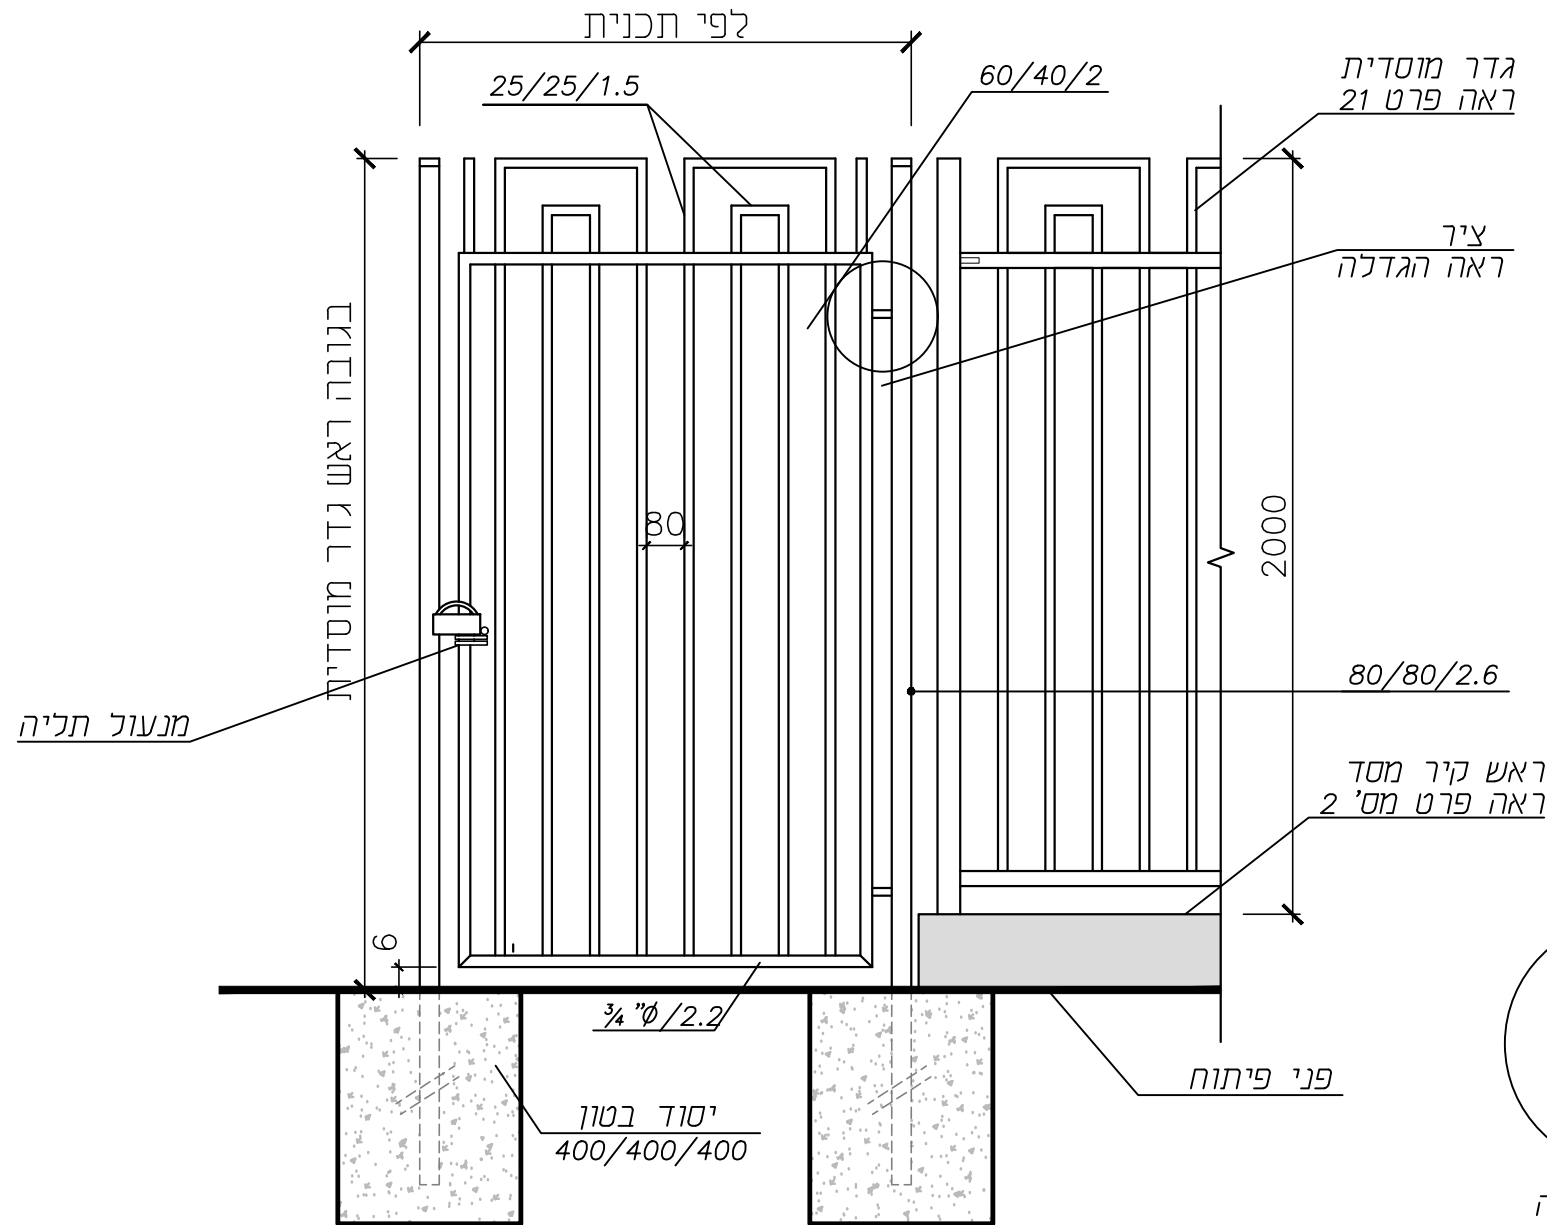 לפי תכנית
25/25/1.5
60/40/2
גדר מוסדית
ראה פרט 21
ציר
ראה הגדלה
בגובה ראש גדר מוסדית
80
2000
80/80/2.6
מנעול תליה
ראש קיר מסד
ראה פרט מס' 2
6
¾ "Ø/2.2
פני פיתוח
יסוד בטון
400/400/400